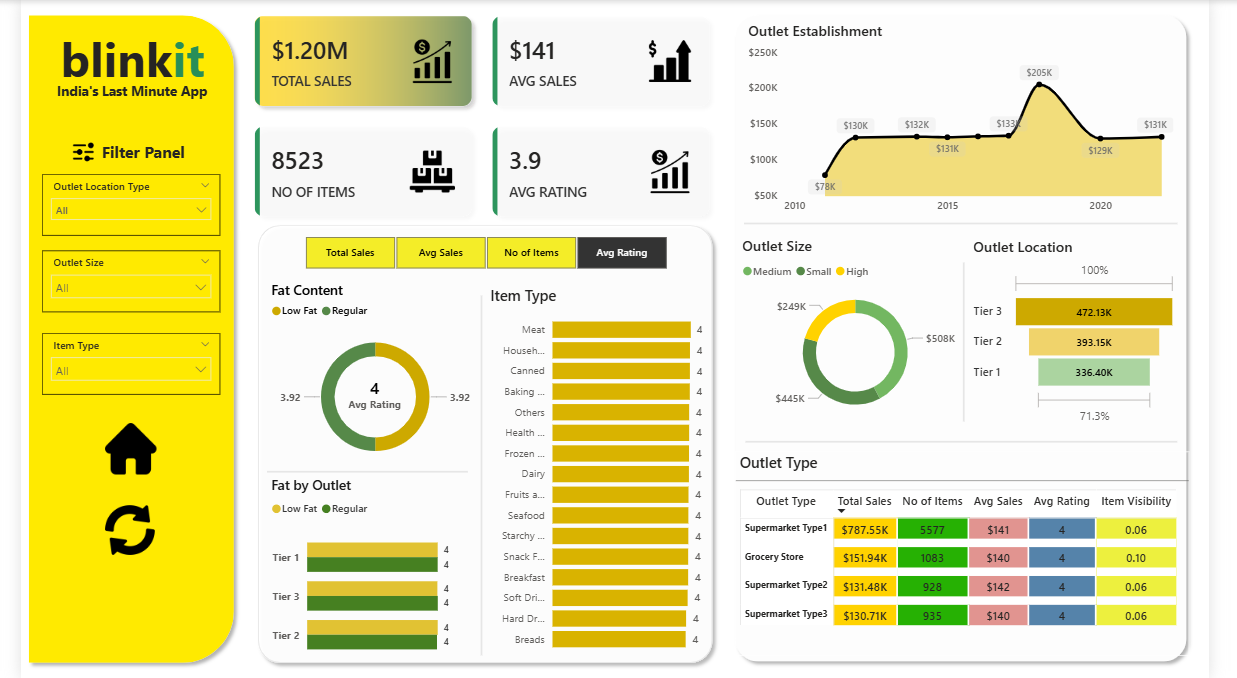 blinkit
India's Last Minute App
Filter Panel
Outlet Location Type
All
Outlet Size
All
Item Type
All
$1.20M
TOTAL SALES
$141
AVG SALES
8523
NO OF ITEMS
3.9
AVG RATING
Total Sales
Avg Sales
No of Items
Avg Rating
Fat Content
Low Fat
Regular
3.92
4
Avg Rating
3.92
Fat by Outlet
Low Fat
Regular
Tier 1
4
4
Tier 3
4
4
Tier 2
4
4
Item Type
Meat 4
Househ... 4
Canned 4
Baking ... 4
Others 4
Health ... 4
Frozen ... 4
Dairy 4
Fruits a... 4
Seafood 4
Starchy ... 4
Snack F... 4
Breakfast 4
Soft Dri... 4
Hard Dr... 4
Breads 4
Outlet Establishment
$250K
$200K
$150K
$100K
$50K
$78K
$130K
$132K
$131K
$133K
$205K
$129K
$131K
2010 2015 2020
Outlet Size
Medium Small High
$249K
$508K
$445K
Outlet Location
100%
Tier 3 472.13K
Tier 2 393.15K
Tier 1 336.40K
71.3%
Outlet Type
Outlet Type Total Sales No of Items Avg Sales Avg Rating Item Visibility
Supermarket Type1 $787.55K 5577 $141 4 0.06
Grocery Store $151.94K 1083 $140 4 0.10
Supermarket Type2 $131.48K 928 $142 4 0.06
Supermarket Type3 $130.71K 935 $140 4 0.06